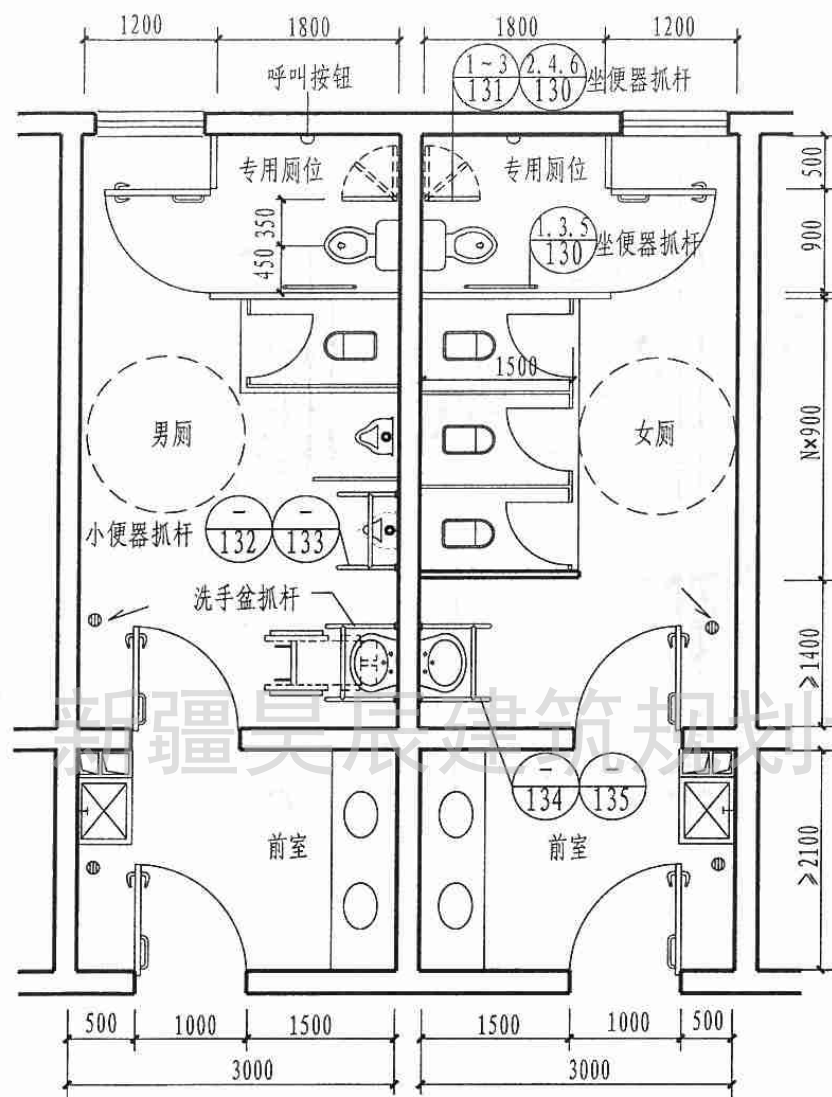 1200
1800
1800
1200
呼叫按钮
1~3
131
2.4.6
130
坐便器抓杆
专用厕位
专用厕位
500
350
450
1.3.5
130
坐便器抓杆
900
1500
男厕
女厕
N×900
小便器抓杆
—
132
—
133
洗手盆抓杆
≥1400
新疆昊辰建筑规划
—
134
—
135
前室
前室
≥2100
500
1000
1500
1500
1000
500
3000
3000